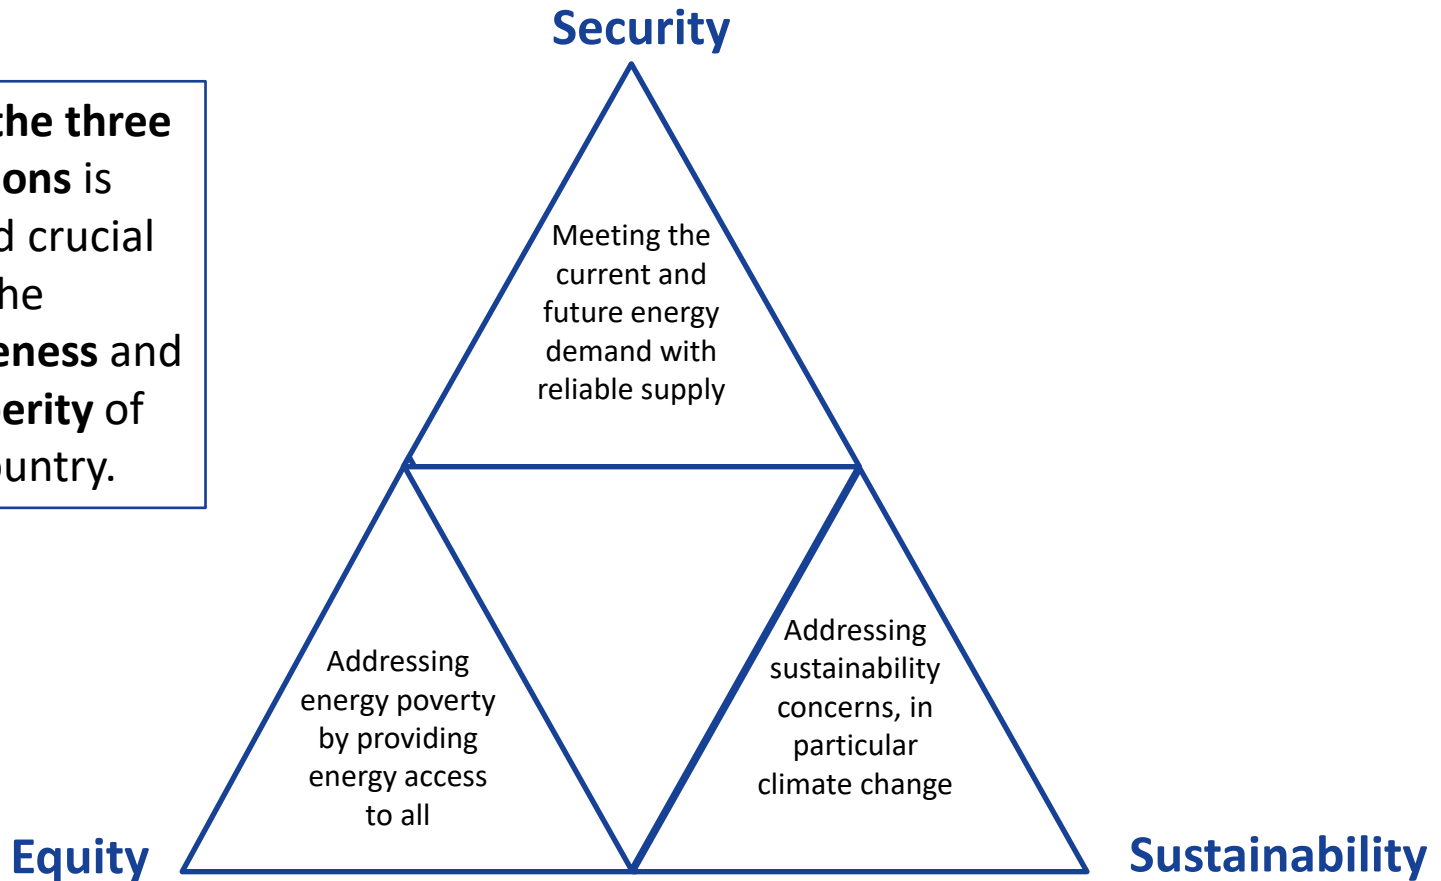 Security
the three
ons is
d crucial
he
eness and
erity of
ountry.
Meeting the
current and
future energy
demand with
reliable supply
Addressing
energy poverty
by providing
energy access
to all
Addressing
sustainability
concerns, in
particular
climate change
Equity
Sustainability